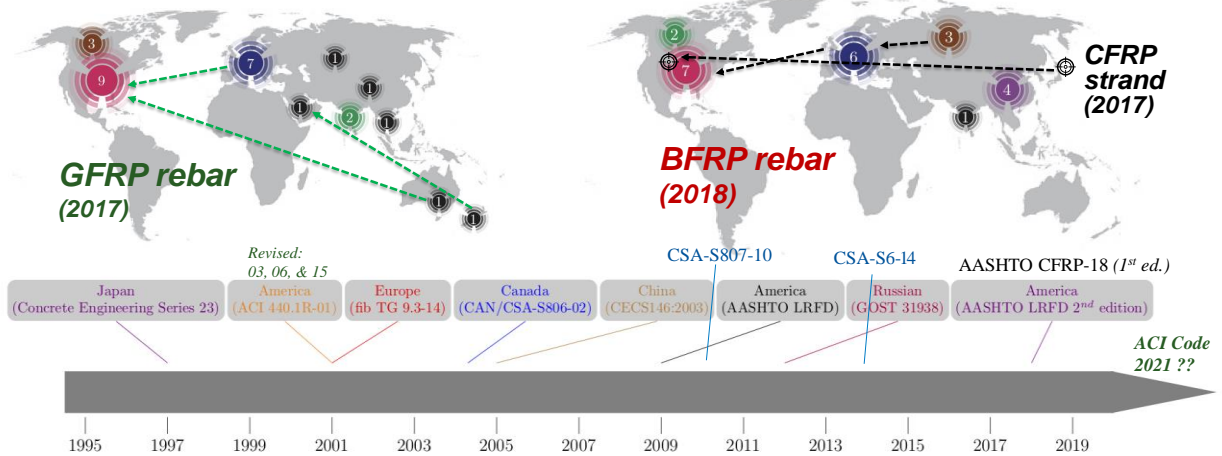 3
9
7
1
1
1
2
1
1
1
GFRP rebar
(2017)
2
7
6
3
4
1
CFRP
strand
(2017)
BFRP rebar
(2018)
Revised:
03, 06, & 15
CSA-S807-10
CSA-S6-14
AASHTO CFRP-18 (1st ed.)
Japan
(Concrete Engineering Series 23)
America
(ACI 440.1R-01)
Europe
(fib TG 9.3-14)
Canada
(CAN/CSA-S806-02)
China
(CECS146:2003)
America
(AASHTO LRFD)
Russian
(GOST 31938)
America
(AASHTO LRFD 2nd edition)
ACI Code
2021 ??
1995 1997 1999 2001 2003 2005 2007 2009 2011 2013 2015 2017 2019